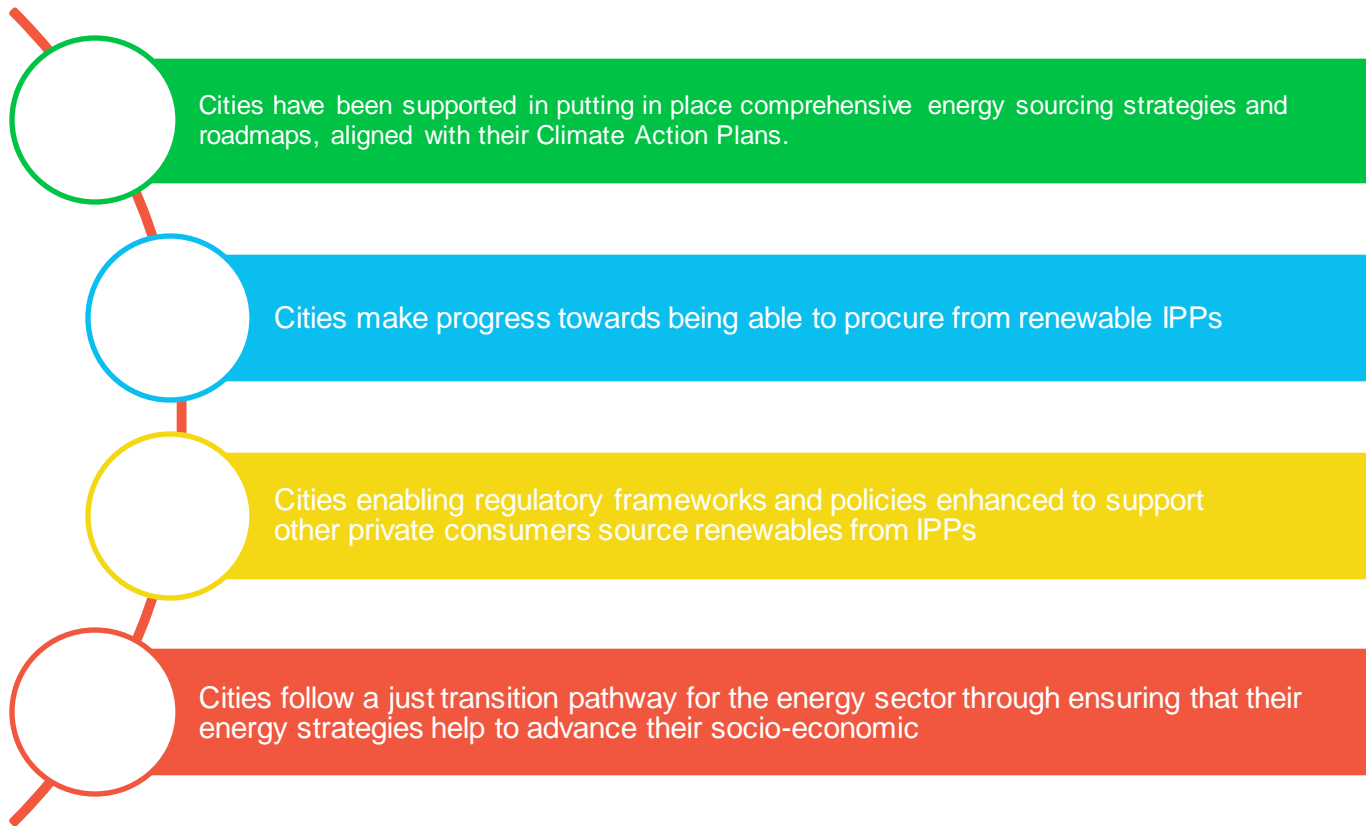 Cities have been supported in putting in place comprehensive energy sourcing strategies and
roadmaps, aligned with their Climate Action Plans.
Cities make progress towards being able to procure from renewable IPPs
Cities enabling regulatory frameworks and policies enhanced to support
other private consumers source renewables from IPPs
Cities follow a just transition pathway for the energy sector through ensuring that their
energy strategies help to advance their socio-economic